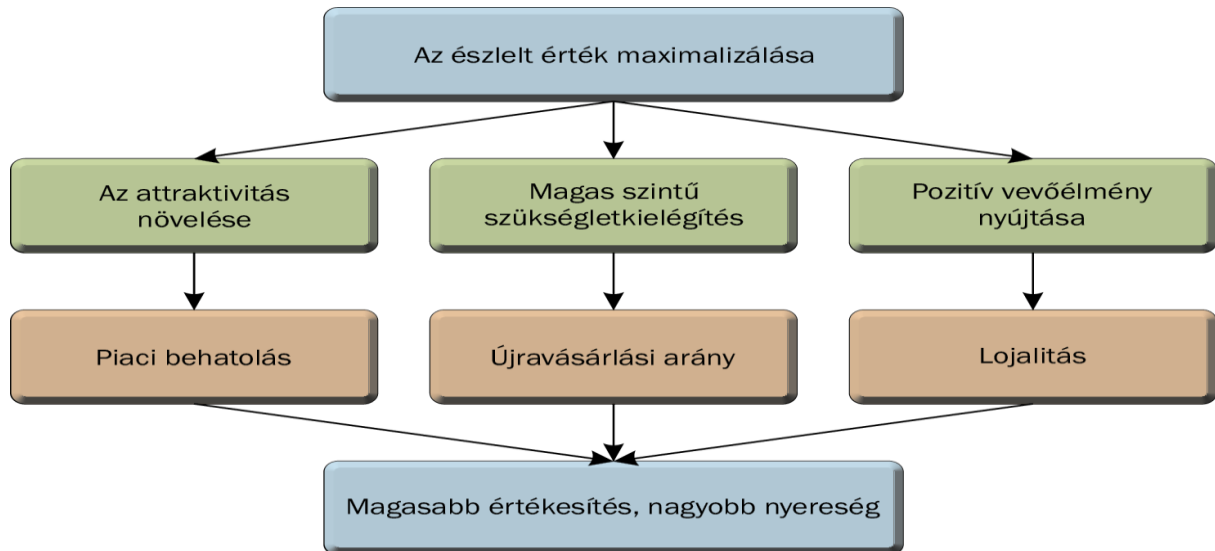 Az észlelt érték maximalizálása
Az attraktivitás
növelése
Magas szintű
szükségletkielégítés
Pozitív vevőélmény
nyújtása
Piaci behatolás
Újravásárlási arány
Lojalitás
Magasabb értékesítés, nagyobb nyereség